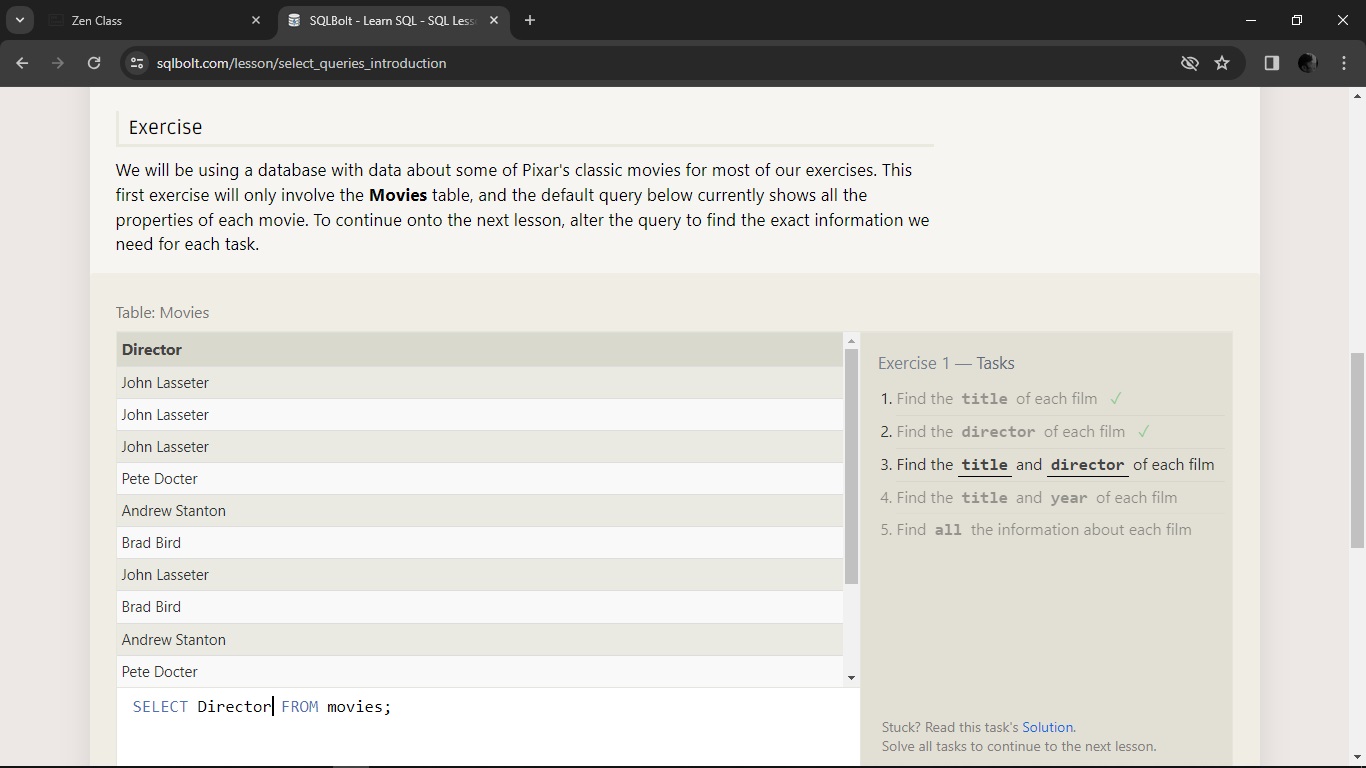 Zen Class
SQLBolt - Learn SQL - SQL Less
sqlbolt.com/lesson/select_queries_introduction
Exercise
We will be using a database with data about some of Pixar's classic movies for most of our exercises. This
first exercise will only involve the Movies table, and the default query below currently shows all the
properties of each movie. To continue onto the next lesson, alter the query to find the exact information we
need for each task.
Table: Movies
Director
John Lasseter
John Lasseter
John Lasseter
Pete Docter
Andrew Stanton
Brad Bird
John Lasseter
Brad Bird
Andrew Stanton
Pete Docter
SELECT Director FROM movies;
Exercise 1 — Tasks
1. Find the title of each film ✓
2. Find the director of each film ✓
3. Find the title and director of each film
4. Find the title and year of each film
5. Find all the information about each film
Stuck? Read this task's Solution.
Solve all tasks to continue to the next lesson.